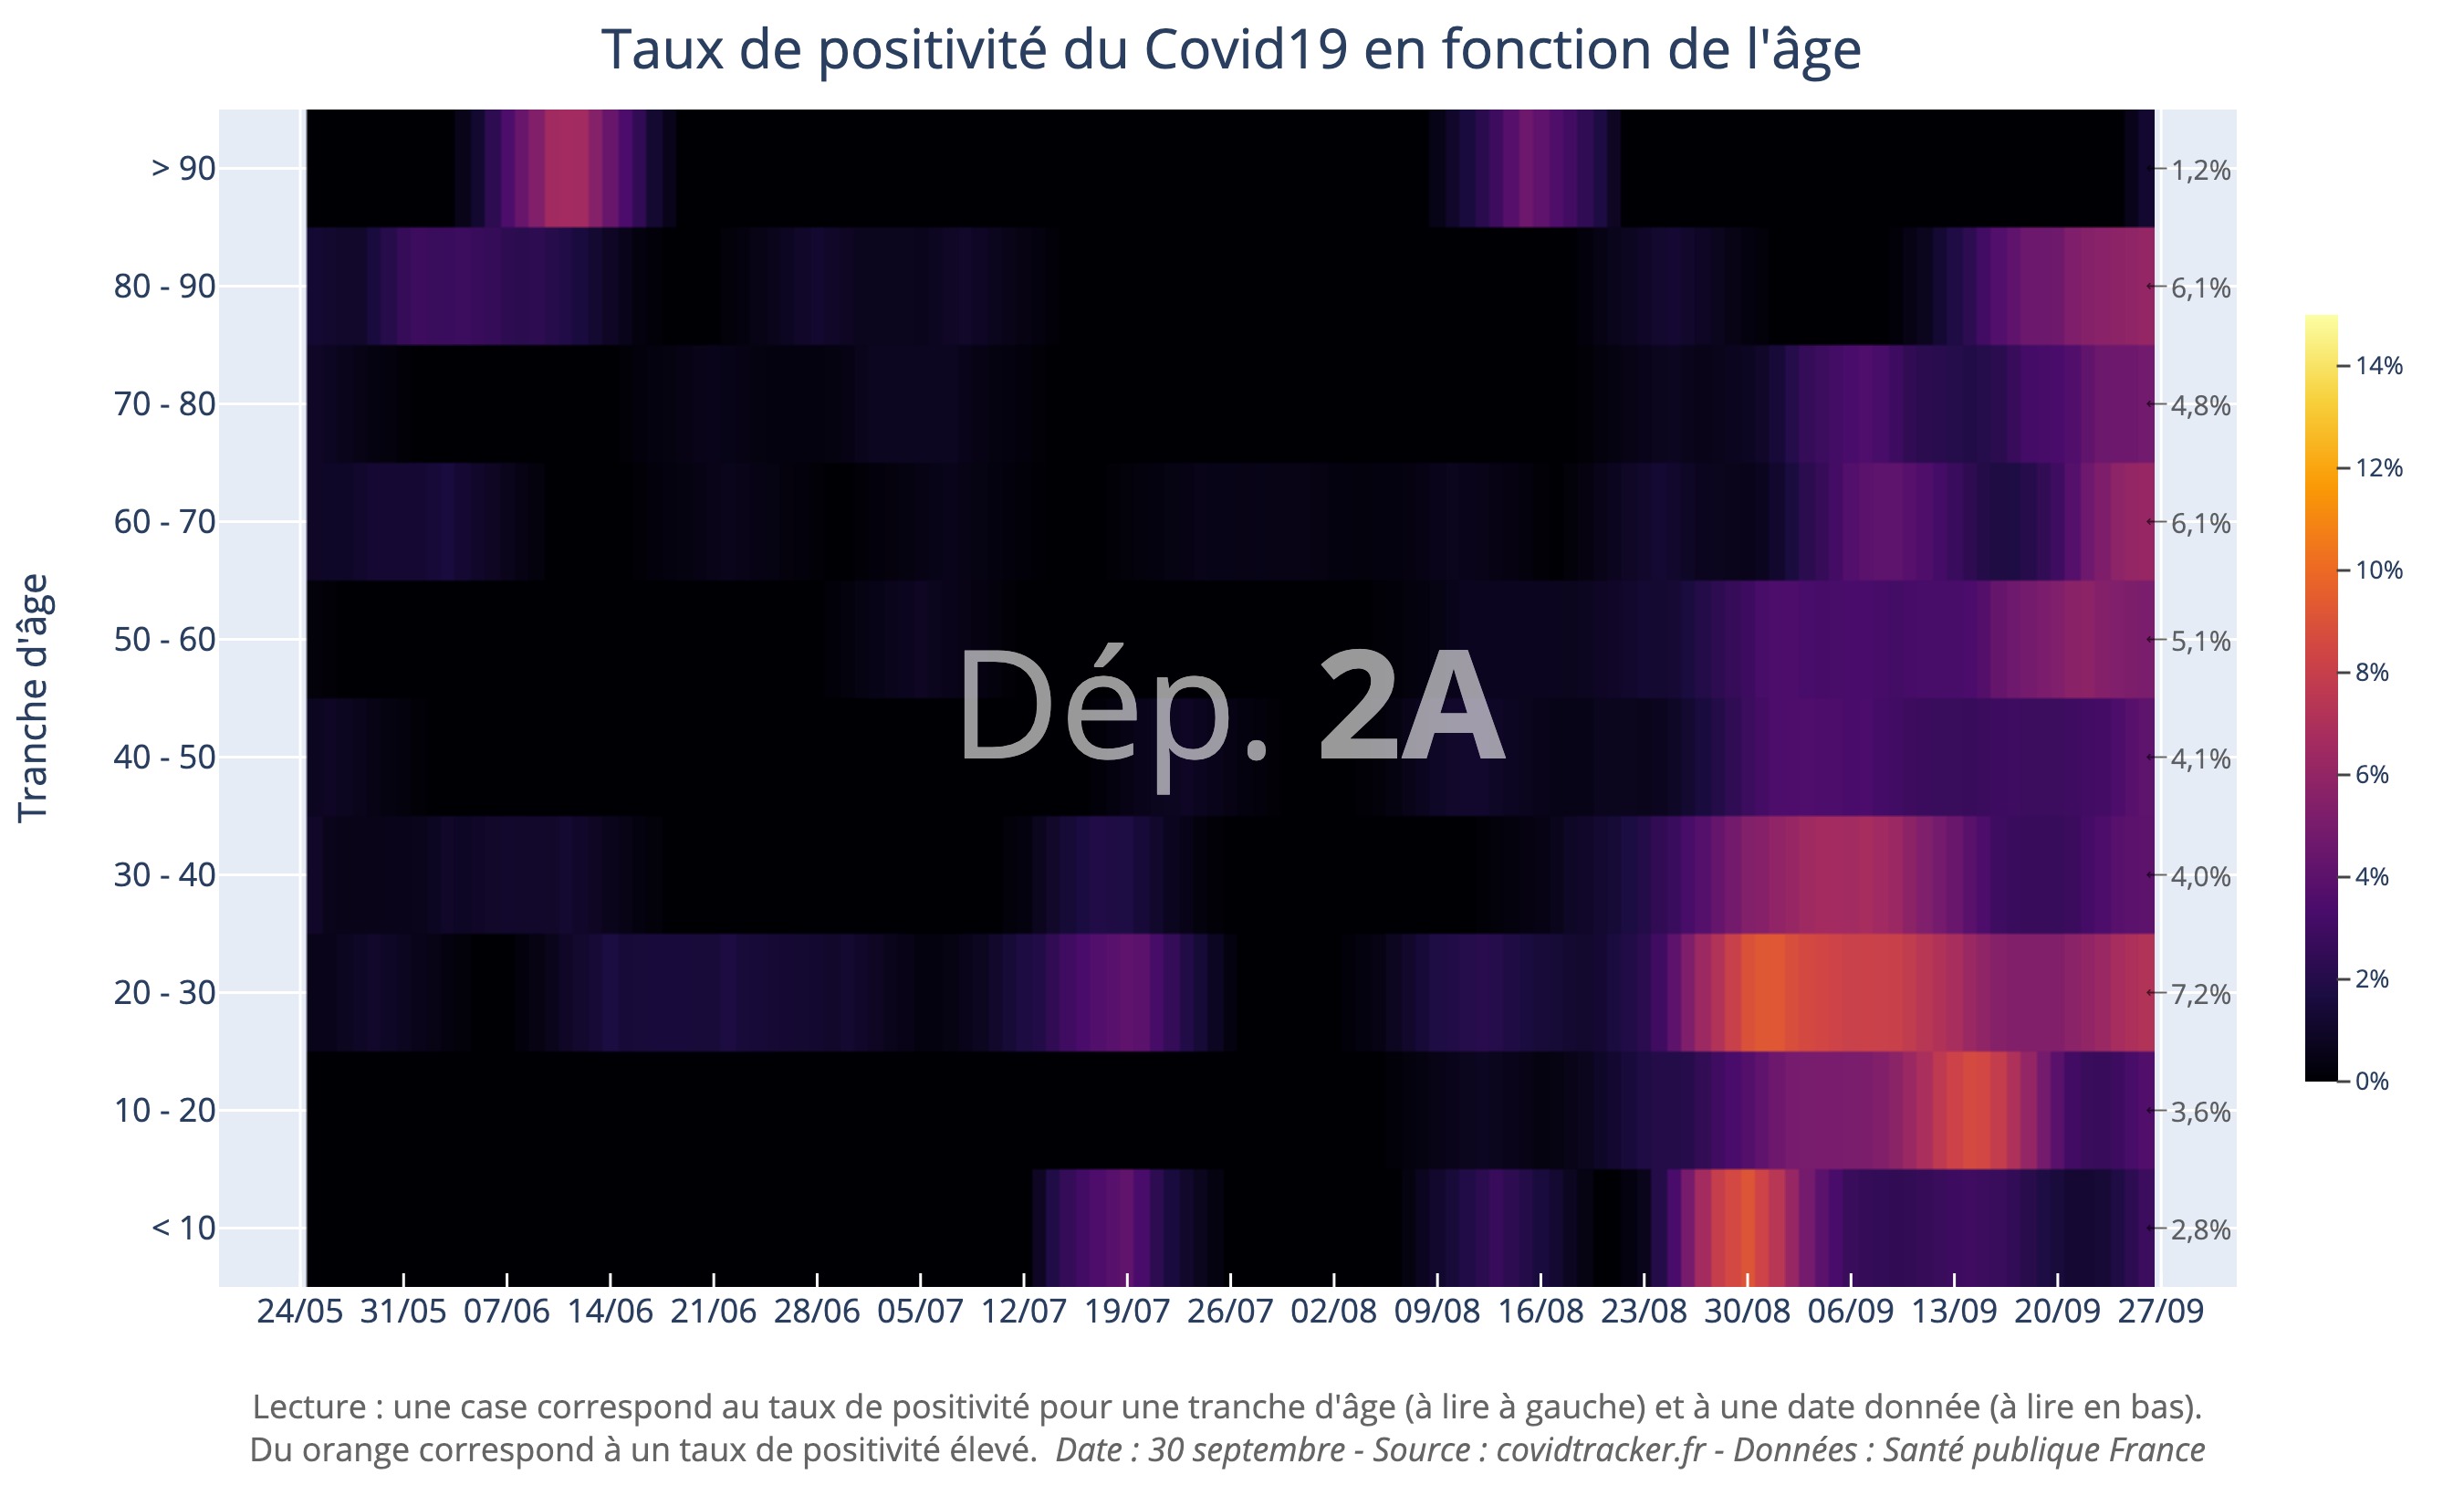 Taux de positivité du Covid19 en fonction de l'âge
Tranche d'âge
> 90
80 - 90
70 - 80
60 - 70
50 - 60
40 - 50
30 - 40
20 - 30
10 - 20
< 10
Dép. 2A
1,2%
6,1%
4,8%
6,1%
5,1%
4,1%
4,0%
7,2%
3,6%
2,8%
14%
12%
10%
8%
6%
4%
2%
0%
24/05 31/05 07/06 14/06 21/06 28/06 05/07 12/07 19/07 26/07 02/08 09/08 16/08 23/08 30/08 06/09 13/09 20/09 27/09
Lecture : une case correspond au taux de positivité pour une tranche d'âge (à lire à gauche) et à une date donnée (à lire en bas).
Du orange correspond à un taux de positivité élevé. Date : 30 septembre - Source : covidtracker.fr - Données : Santé publique France